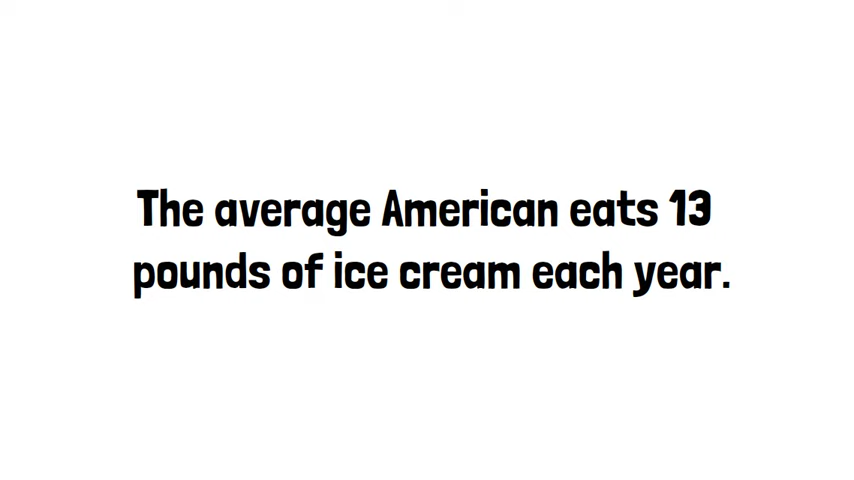 The average American eats 13
pounds of ice cream each year.